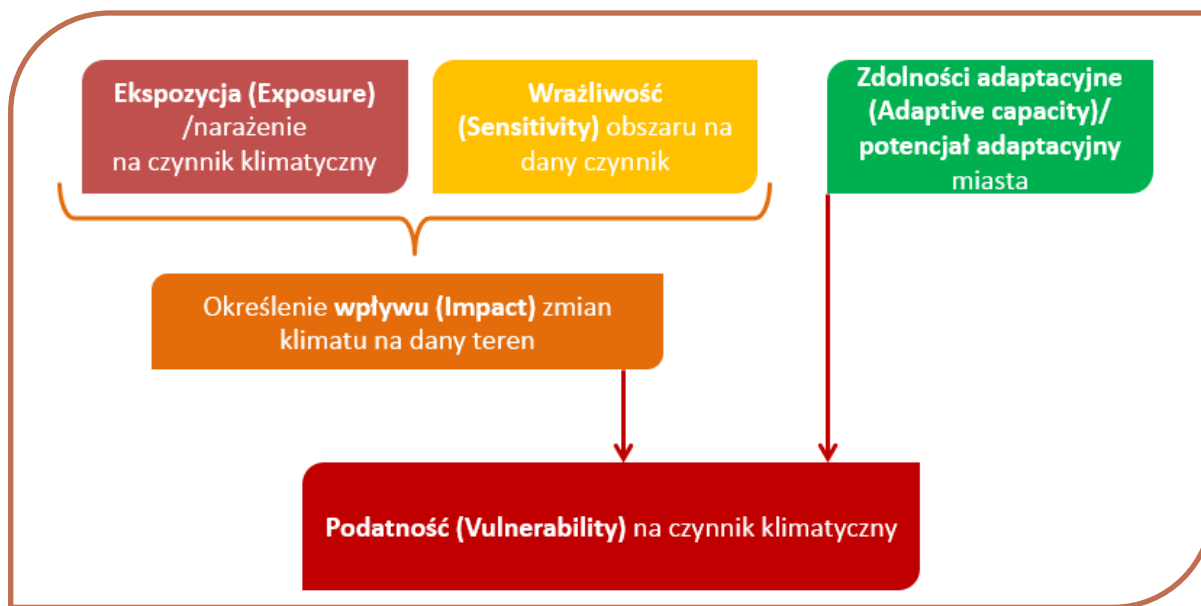 Ekspozycja (Exposure)
/narażenie
na czynnik klimatyczny
Wrażliwość
(Sensitivity) obszaru na
dany czynnik
Zdolności adaptacyjne
(Adaptive capacity)/
potencjał adaptacyjny
miasta
Określenie wpływu (Impact) zmian
klimatu na dany teren
Podatność (Vulnerability) na czynnik klimatyczny